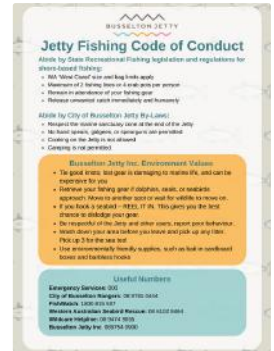 BUSSELTON JETTY
Jetty Fishing Code of Conduct
Abide by State Recreational Fishing legislation and regulations for
shore-based fishing:
WA 'West Coast' size and bag limits apply
Maximum of 2 fishing lines or 4 crab pots per person
Remain in attendance of your fishing gear
Release unwanted catch immediately and humanely
Abide by City of Busselton Jetty By-Laws:
Respect the marine sanctuary zone at the end of the Jetty
No hand spears, gidgees, or spearguns are permitted
Cooking on the Jetty is not allowed
Camping is not permitted
Busselton Jetty Inc. Environment Values
Tie good knots; lost gear is damaging to marine life, and can be
expensive for you
Retrieve your fishing gear if dolphins, seals, or seabirds
approach. Move to another spot or wait for wildlife to move on.
If you hook a seabird - REEL IT IN. This gives you the best
chance to dislodge your gear.
Be respectful of the Jetty and other users, report poor behaviour.
Wash down your area before you leave and pick up any litter.
Pick up 3 for the sea too!
Use environmentally friendly supplies, such as bait in cardboard
boxes and bamboo hooks
Useful Numbers
Emergency Services: 000
City of Busselton Rangers:
FishWatch: 1800 815 507
Western Australian Seabird Rescue:
Wildcare Helpline: 08 9474 9055
Busselton Jetty Inc: